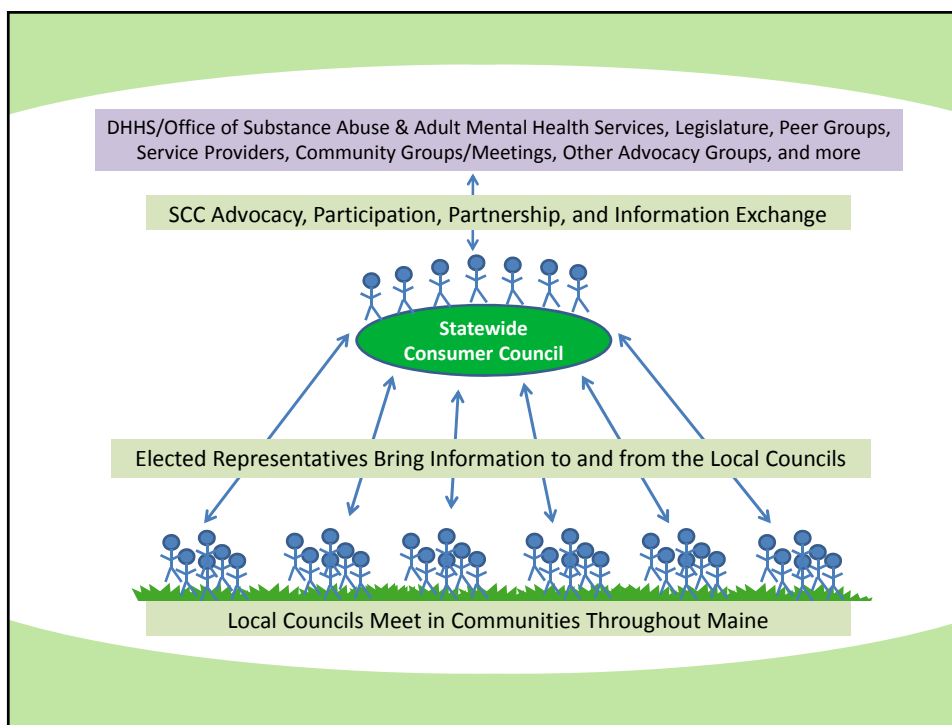 DHHS/Office of Substance Abuse & Adult Mental Health Services, Legislature, Peer Groups,
Service Providers, Community Groups/Meetings, Other Advocacy Groups, and more
SCC Advocacy, Participation, Partnership, and Information Exchange
Statewide
Consumer Council
Elected Representatives Bring Information to and from the Local Councils
Local Councils Meet in Communities Throughout Maine